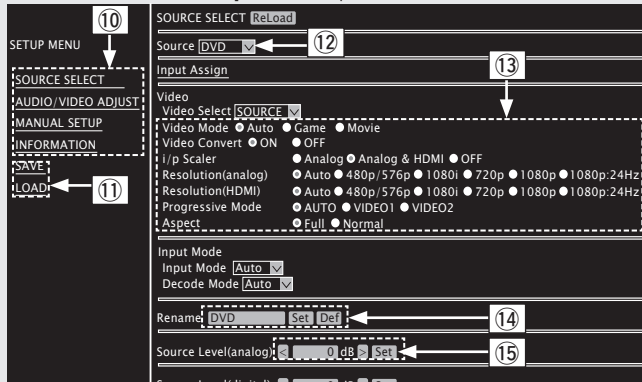 ⑩
SOURCE SELECT ReLoad
SETUP MENU
Source DVD
⑫
Input Assign
⑬
SOURCE SELECT
AUDIO/VIDEO ADJUST
MANUAL SETUP
INFORMATION
SAVE
LOAD
⑪
Video
Video Select SOURCE
Video Mode Auto Game Movie
Video Convert ON OFF
i/p Scaler Analog Analog & HDMI OFF
Resolution(analog) Auto 480p/576p 1080i 720p 1080p 1080p:24Hz
Resolution(HDMI) Auto 480p/576p 1080i 720p 1080p 1080p:24Hz
Progressive Mode AUTO VIDEO1 VIDEO2
Aspect Full Normal
Input Mode
Input Mode Auto
Decode Mode Auto
Rename DVD Set Def
⑭
Source Level(analog) < 0 dB > Set
⑮